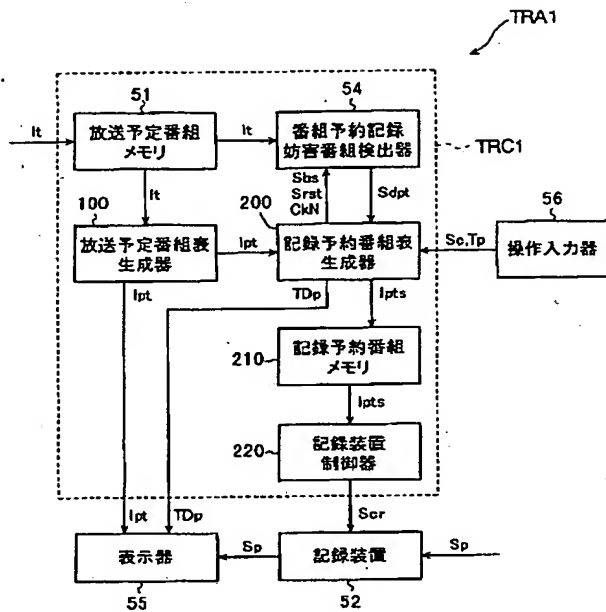 TRA1
51
54
放送予定番組
メモリ
番組予約記録
妨害番組検出器
TRC1
It
It
It
Sbs
Srst
CkN
Sdpt
100
200
56
放送予定番組表
生成器
Ipt
記録予約番組表
生成器
Sc,Tp
操作入力器
Ipt
TDp
Ipts
210
記録予約番組
メモリ
Ipts
220
記録装置
制御器
Ipt
TDp
Scr
表示器
Sp
記録装置
Sp
55
52